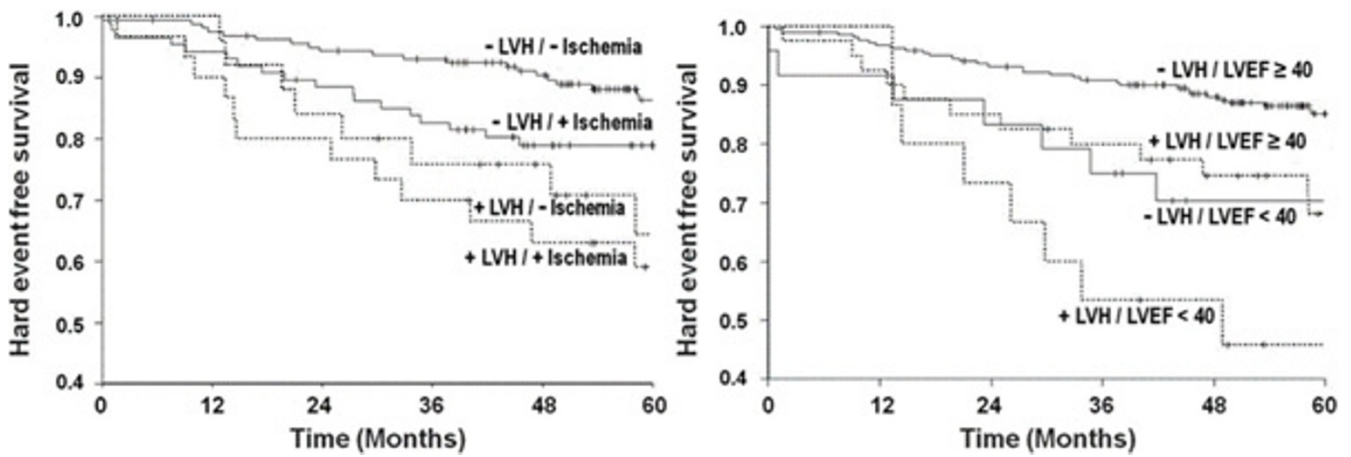 Hard event free survival
1.0
0.9
0.8
0.7
0.6
0.5
0.4
- LVH / - Ischemia
- LVH / + Ischemia
+ LVH / - Ischemia
+ LVH / + Ischemia
0 12 24 36 48 60
Time (Months)
Hard event free survival
1.0
0.9
0.8
0.7
0.6
0.5
0.4
- LVH / LVEF ≥ 40
+ LVH / LVEF ≥ 40
- LVH / LVEF < 40
+ LVH / LVEF < 40
0 12 24 36 48 60
Time (Months)